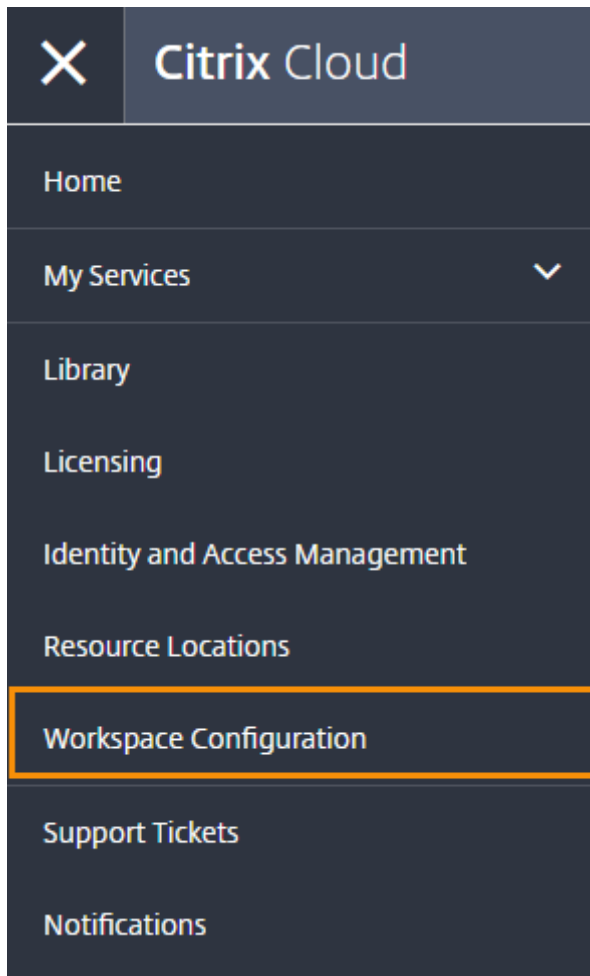 Citrix Cloud
Home
My Services
Library
Licensing
Identity and Access Management
Resource Locations
Workspace Configuration
Support Tickets
Notifications